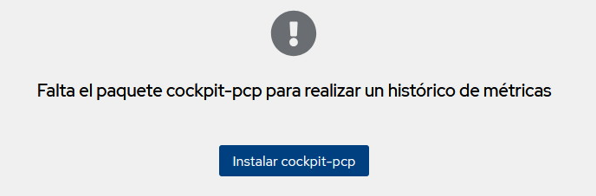 Falta el paquete cockpit-pcp para realizar un histórico de métricas
Instalar cockpit-pcp